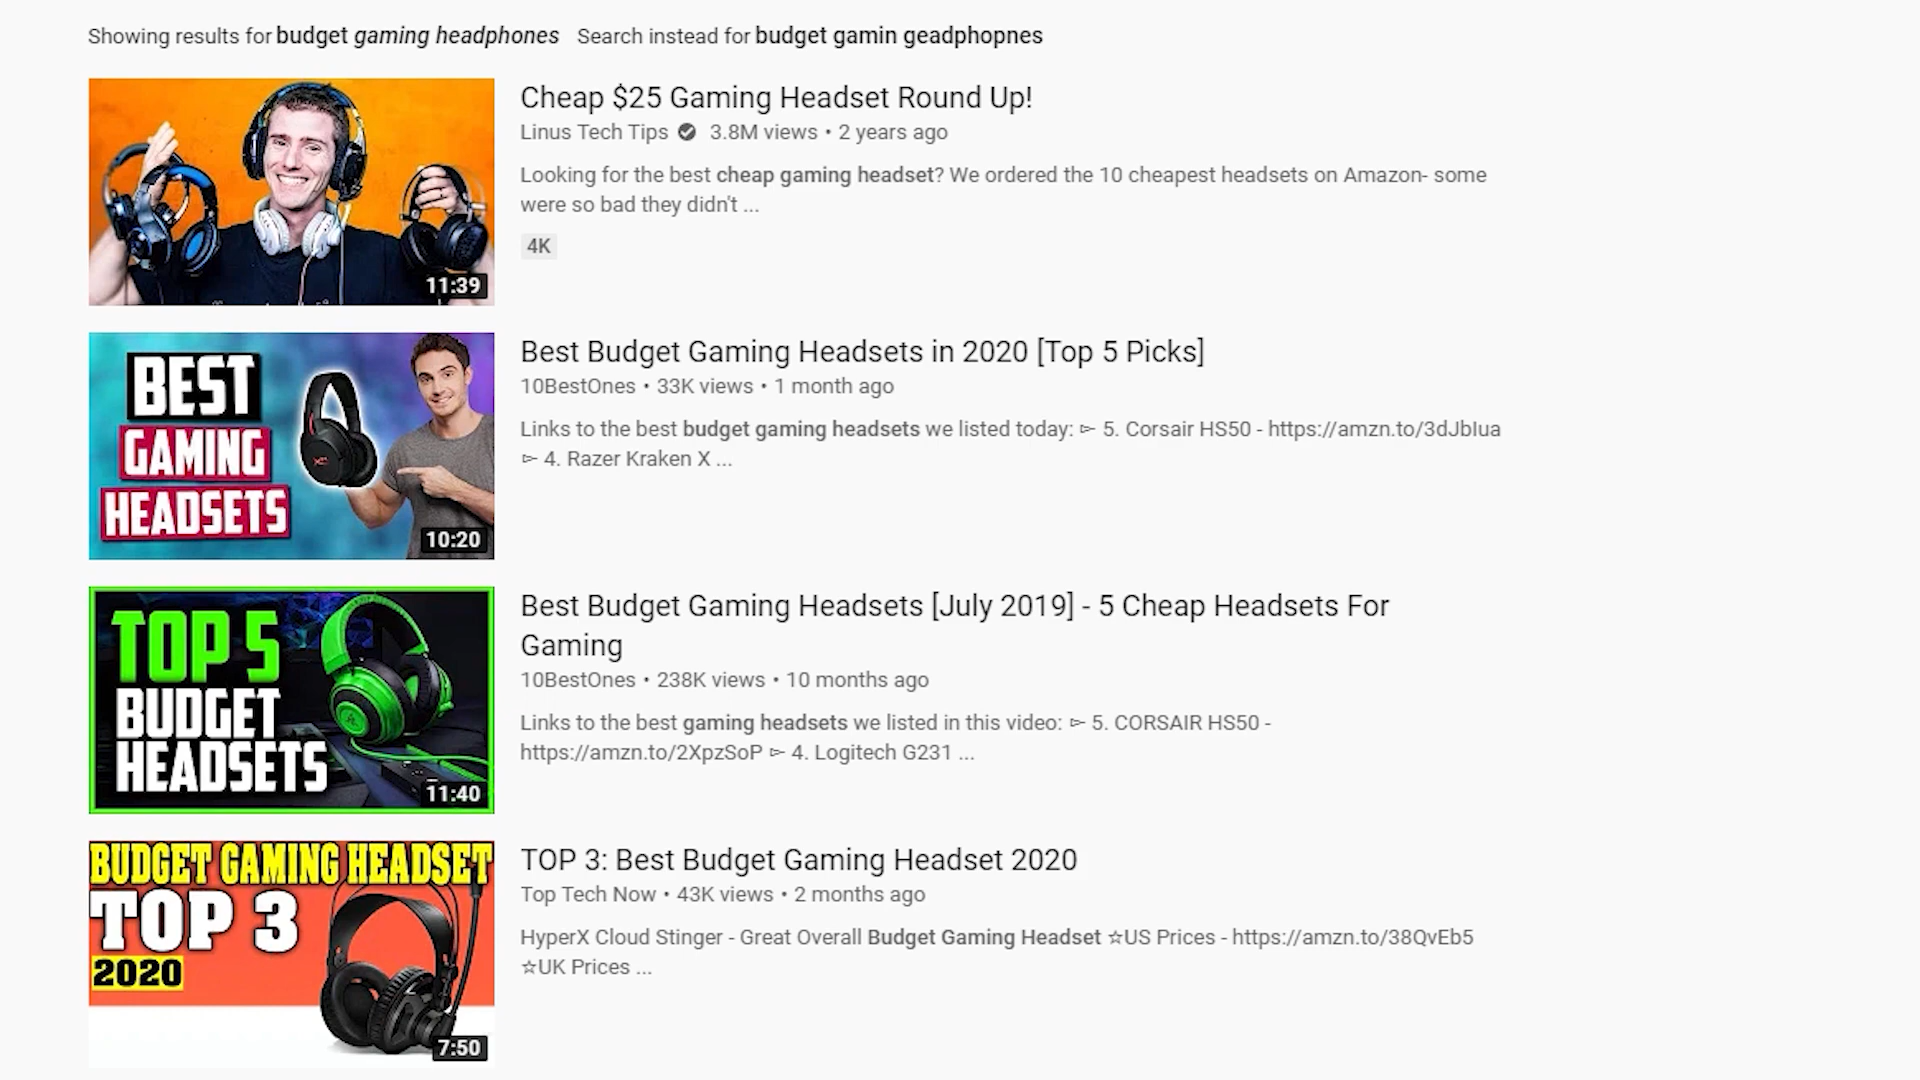 Showing results for budget gaming headphones Search instead for budget gamin geadphopnes
11:39
Cheap $25 Gaming Headset Round Up!
Linus Tech Tips 3.8M views • 2 years ago
Looking for the best cheap gaming headset? We ordered the 10 cheapest headsets on Amazon- some
were so bad they didn't ...
4K
BEST
GAMING
HEADSETS
10:20
Best Budget Gaming Headsets in 2020 [Top 5 Picks]
10BestOnes • 33K views • 1 month ago
Links to the best budget gaming headsets we listed today: ▻ 5. Corsair HS50 - https://amzn.to/3dJbIua
▻ 4. Razer Kraken X ...
TOP 5
BUDGET
HEADSETS
11:40
Best Budget Gaming Headsets [July 2019] - 5 Cheap Headsets For
Gaming
10BestOnes • 238K views • 10 months ago
Links to the best gaming headsets we listed in this video: ▻ 5. CORSAIR HS50 -
https://amzn.to/2XpzSoP ▻ 4. Logitech G231 ...
BUDGET GAMING HEADSET
TOP 3
2020
7:50
TOP 3: Best Budget Gaming Headset 2020
Top Tech Now • 43K views • 2 months ago
HyperX Cloud Stinger - Great Overall Budget Gaming Headset ☆US Prices - https://amzn.to/38QvEb5
☆UK Prices ...